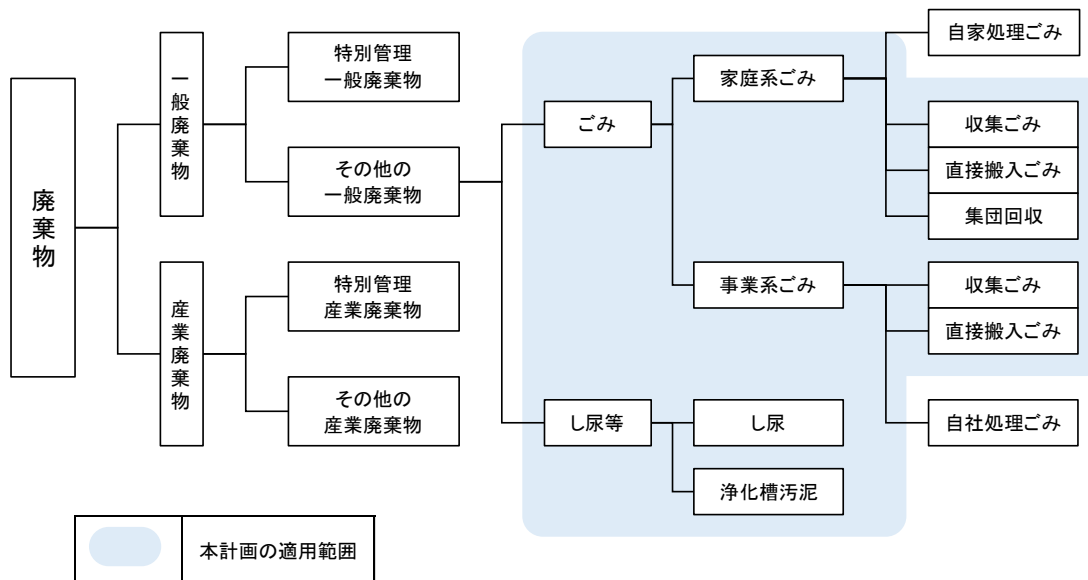 廃棄物
一般廃棄物
特別管理
一般廃棄物
その他の
一般廃棄物
産業廃棄物
特別管理
産業廃棄物
その他の
産業廃棄物
ごみ
家庭系ごみ
自家処理ごみ
収集ごみ
直接搬入ごみ
集団回収
事業系ごみ
収集ごみ
直接搬入ごみ
自社処理ごみ
し尿等
し尿
浄化槽汚泥
本計画の適用範囲